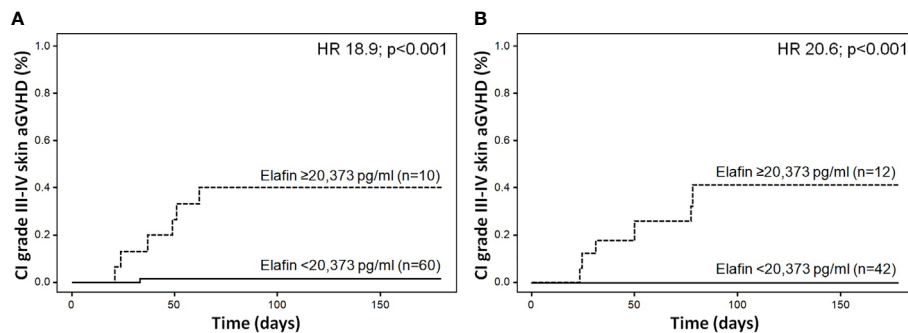 A
CI grade III-IV skin aGVHD (%)
1.0
0.8
0.6
0.4
0.2
0.0
HR 18.9; p<0.001
Elafin ≥20,373 pg/ml (n=10)
Elafin <20,373 pg/ml (n=60)
0
50
100
150
Time (days)
B
CI grade III-IV skin aGVHD (%)
1.0
0.8
0.6
0.4
0.2
0.0
HR 20.6; p<0.001
Elafin ≥20,373 pg/ml (n=12)
Elafin <20,373 pg/ml (n=42)
0
50
100
150
Time (days)